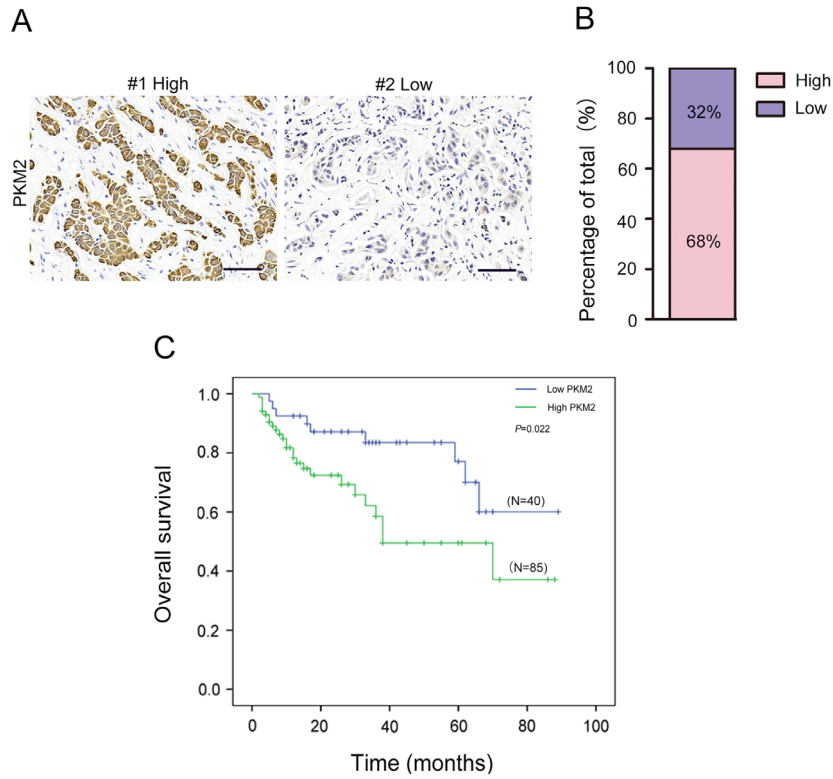 A
#1 High
#2 Low
PKM2
B
Percentage of total（%）
100
80
60
40
20
0
32%
68%
High
Low
C
Overall survival
1.0
0.8
0.6
0.4
0.2
0.0
Low PKM2
High PKM2
P=0.022
(N=40)
（N=85)
0 20 40 60 80 100
Time (months)